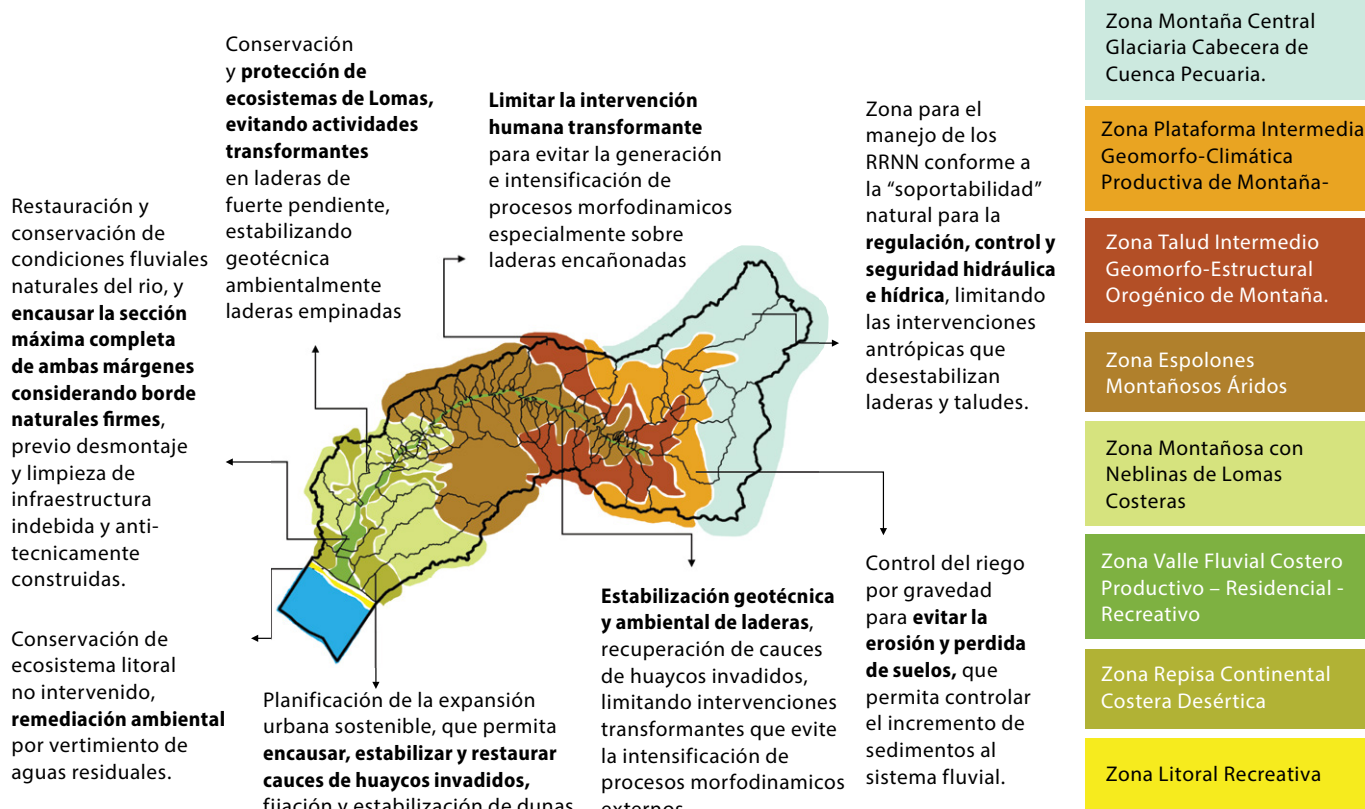 Conservación
y protección de
ecosistemas de Lomas,
evitando actividades
transformantes
en laderas de
fuerte pendiente,
estabilizando
geotécnica
ambientalmente
laderas empinadas
Limitar la intervención
humana transformante
para evitar la generación
e intensificación de
procesos morfodinamicos
especialmente sobre
laderas encañonadas
Zona para el
manejo de los
RRNN conforme a
la “soportabilidad”
natural para la
regulación, control y
seguridad hidráulica
e hídrica, limitando
las intervenciones
antrópicas que
desestabilizan
laderas y taludes.
Restauración y
conservación de
condiciones fluviales
naturales del rio, y
encausar la sección
máxima completa
de ambas márgenes
considerando borde
naturales firmes,
previo desmontaje
y limpieza de
infraestructura
indebida y anti-
tecnicamente
construidas.
Conservación de
ecosistema litoral
no intervenido,
remediación ambiental
por vertimiento de
aguas residuales.
Planificación de la expansión
urbana sostenible, que permita
encausar, estabilizar y restaurar
cauces de huaycos invadidos,
fijación y estabilización de dunas
Estabilización geotécnica
y ambiental de laderas,
recuperación de cauces
de huaycos invadidos,
limitando intervenciones
transformantes que evite
la intensificación de
procesos morfodinamicos
externos
Control del riego
por gravedad
para evitar la
erosión y perdida
de suelos, que
permita controlar
el incremento de
sedimentos al
sistema fluvial.
Zona Montaña Central
Glaciaria Cabecera de
Cuenca Pecuaria.
Zona Plataforma Intermedia
Geomorfo-Climática
Productiva de Montaña-
Zona Talud Intermedio
Geomorfo-Estructural
Orogénico de Montaña.
Zona Espolones
Montañosos Áridos
Zona Montañosa con
Neblinas de Lomas
Costeras
Zona Valle Fluvial Costero
Productivo – Residencial -
Recreativo
Zona Repisa Continental
Costera Desértica
Zona Litoral Recreativa